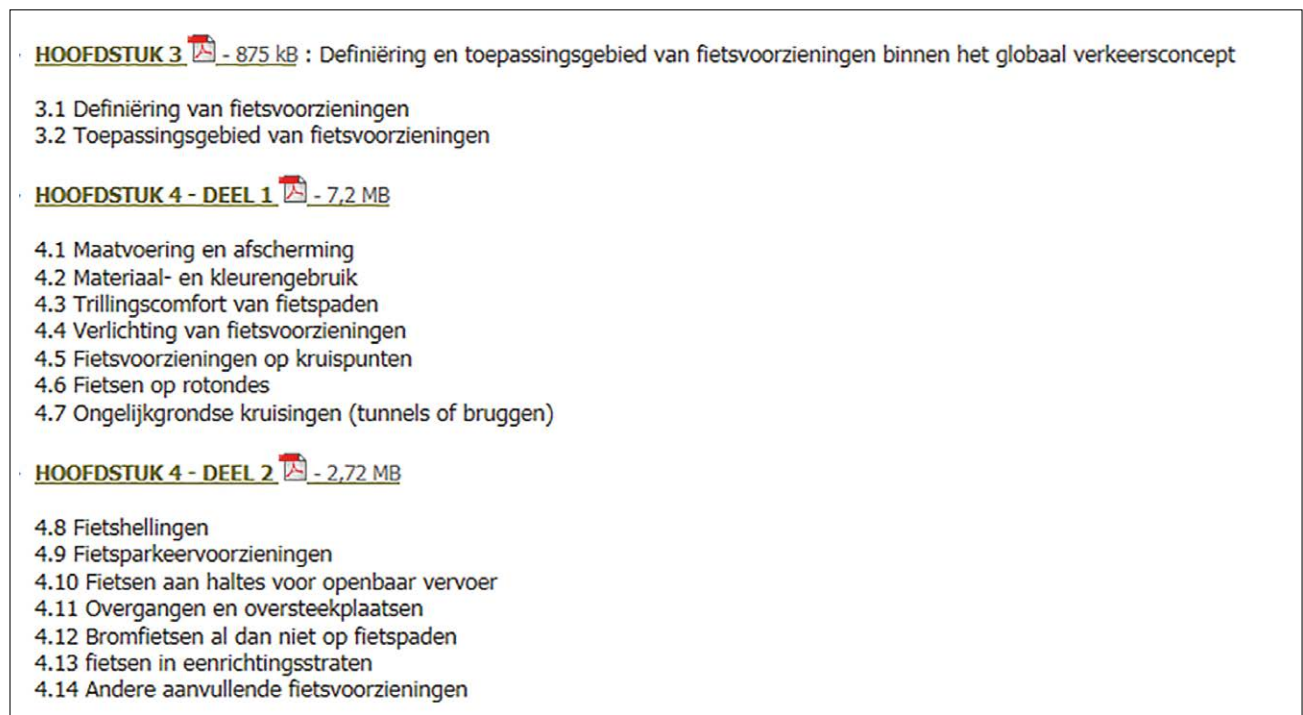 HOOFDSTUK 3 - 875 kB : Definiëring en toepassingsgebied van fietsvoorzieningen binnen het globaal verkeersconcept
3.1 Definiëring van fietsvoorzieningen
3.2 Toepassingsgebied van fietsvoorzieningen
HOOFDSTUK 4 - DEEL 1 - 7,2 MB
4.1 Maatvoering en afscherming
4.2 Materiaal- en kleurengebruik
4.3 Trillingscomfort van fietspaden
4.4 Verlichting van fietsvoorzieningen
4.5 Fietsvoorzieningen op kruispunten
4.6 Fietsen op rotondes
4.7 Ongelijkgrondse kruisingen (tunnels of bruggen)
HOOFDSTUK 4 - DEEL 2 - 2,72 MB
4.8 Fietshellingen
4.9 Fietsparkeervoorzieningen
4.10 Fietsen aan haltes voor openbaar vervoer
4.11 Overgangen en oversteekplaatsen
4.12 Bromfietsen al dan niet op fietspaden
4.13 fietsen in eenrichtingsstraten
4.14 Andere aanvullende fietsvoorzieningen